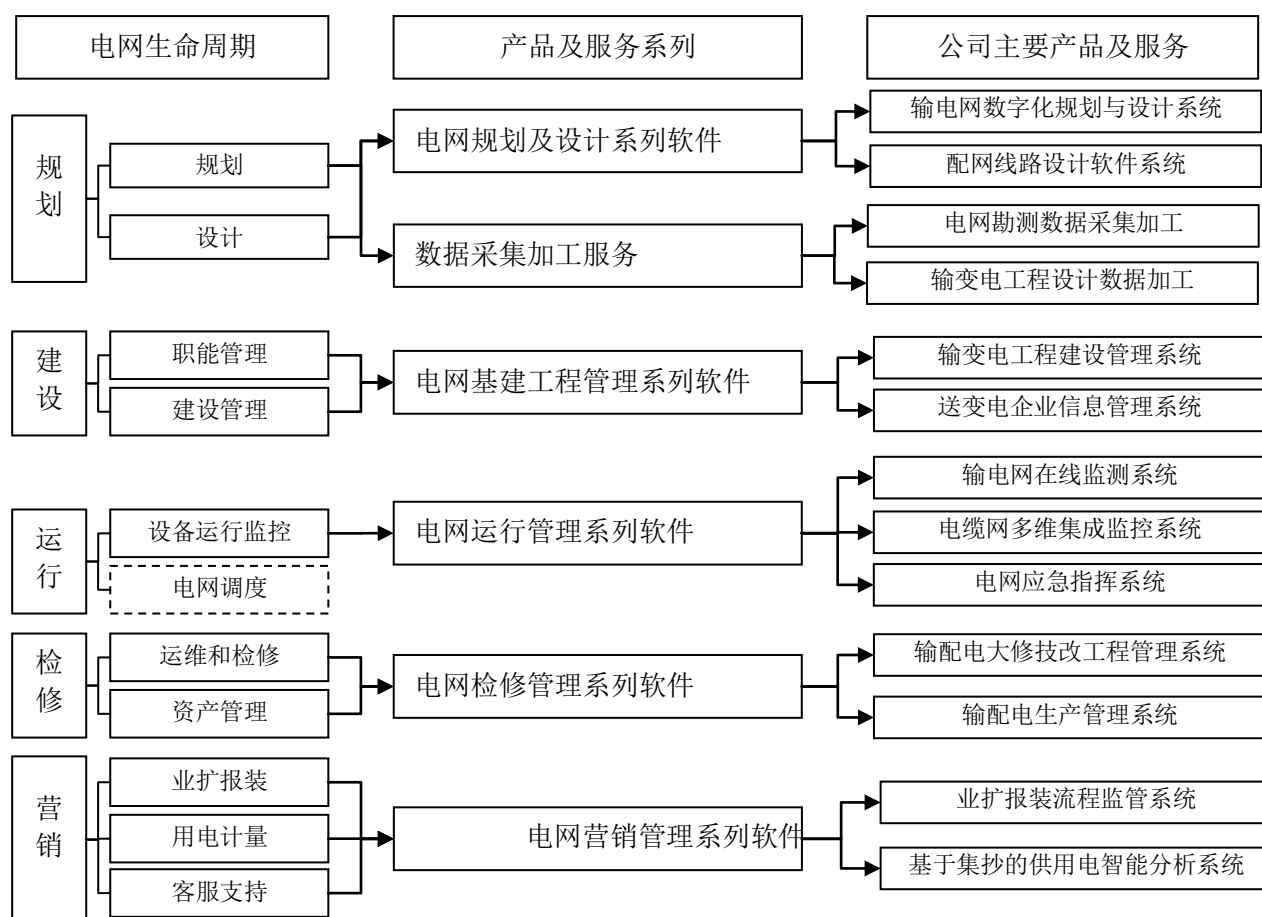 电网生命周期
产品及服务系列
公司主要产品及服务
规划
规划
设计
电网规划及设计系列软件
数据采集加工服务
输电网数字化规划与设计系统
配网线路设计软件系统
电网勘测数据采集加工
输变电工程设计数据加工
建设
职能管理
建设管理
电网基建工程管理系列软件
输变电工程建设管理系统
送变电企业信息管理系统
运行
设备运行监控
电网调度
电网运行管理系列软件
输电网在线监测系统
电缆网多维集成监控系统
电网应急指挥系统
检修
运维和检修
资产管理
电网检修管理系列软件
输配电大修技改工程管理系统
输配电生产管理系统
营销
业扩报装
用电计量
客服支持
电网营销管理系列软件
业扩报装流程监管系统
基于集抄的供用电智能分析系统